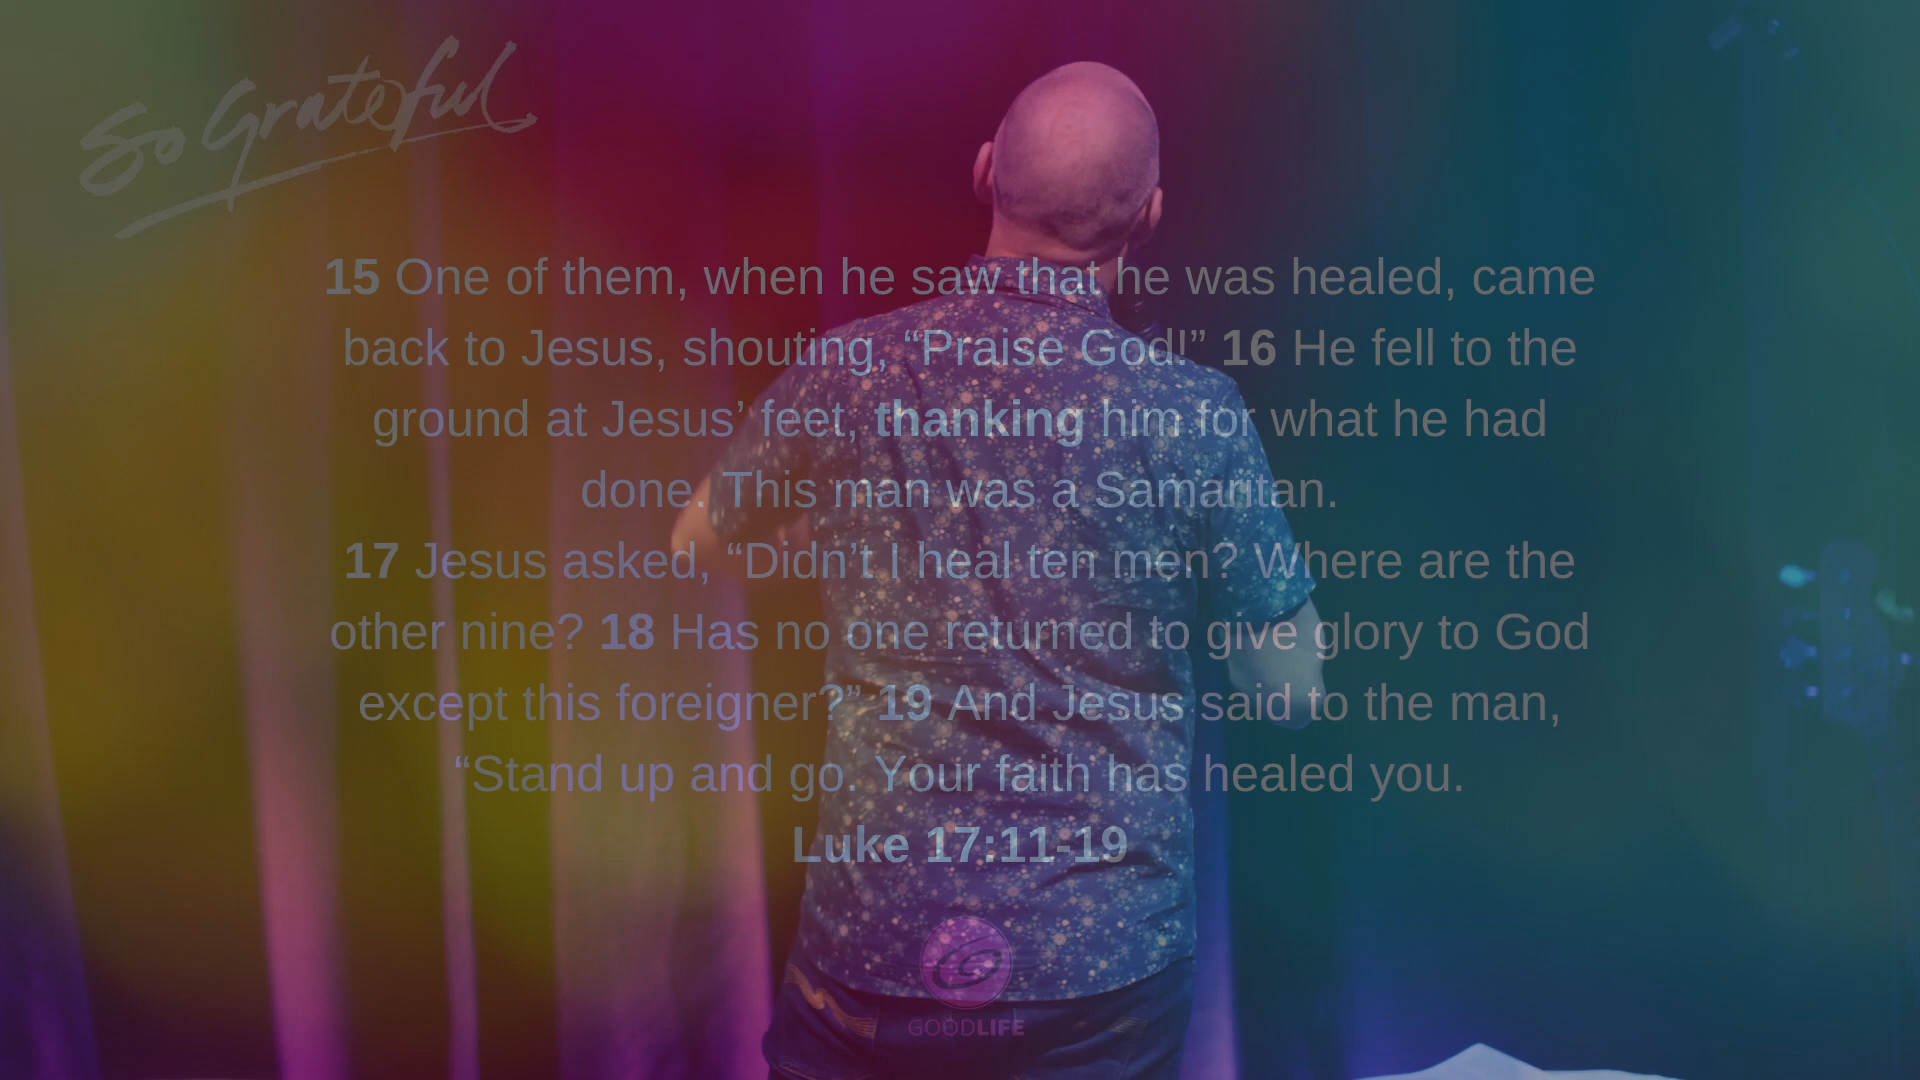 So Grateful
15 One of them, when he saw that he was healed, came
back to Jesus, shouting, “Praise God!” 16 He fell to the
ground at Jesus’ feet, thanking him for what he had
done. This man was a Samaritan.
17 Jesus asked, “Didn’t I heal ten men? Where are the
other nine? 18 Has no one returned to give glory to God
except this foreigner?” 19 And Jesus said to the man,
“Stand up and go. Your faith has healed you.
Luke 17:11-19
GOODLIFE